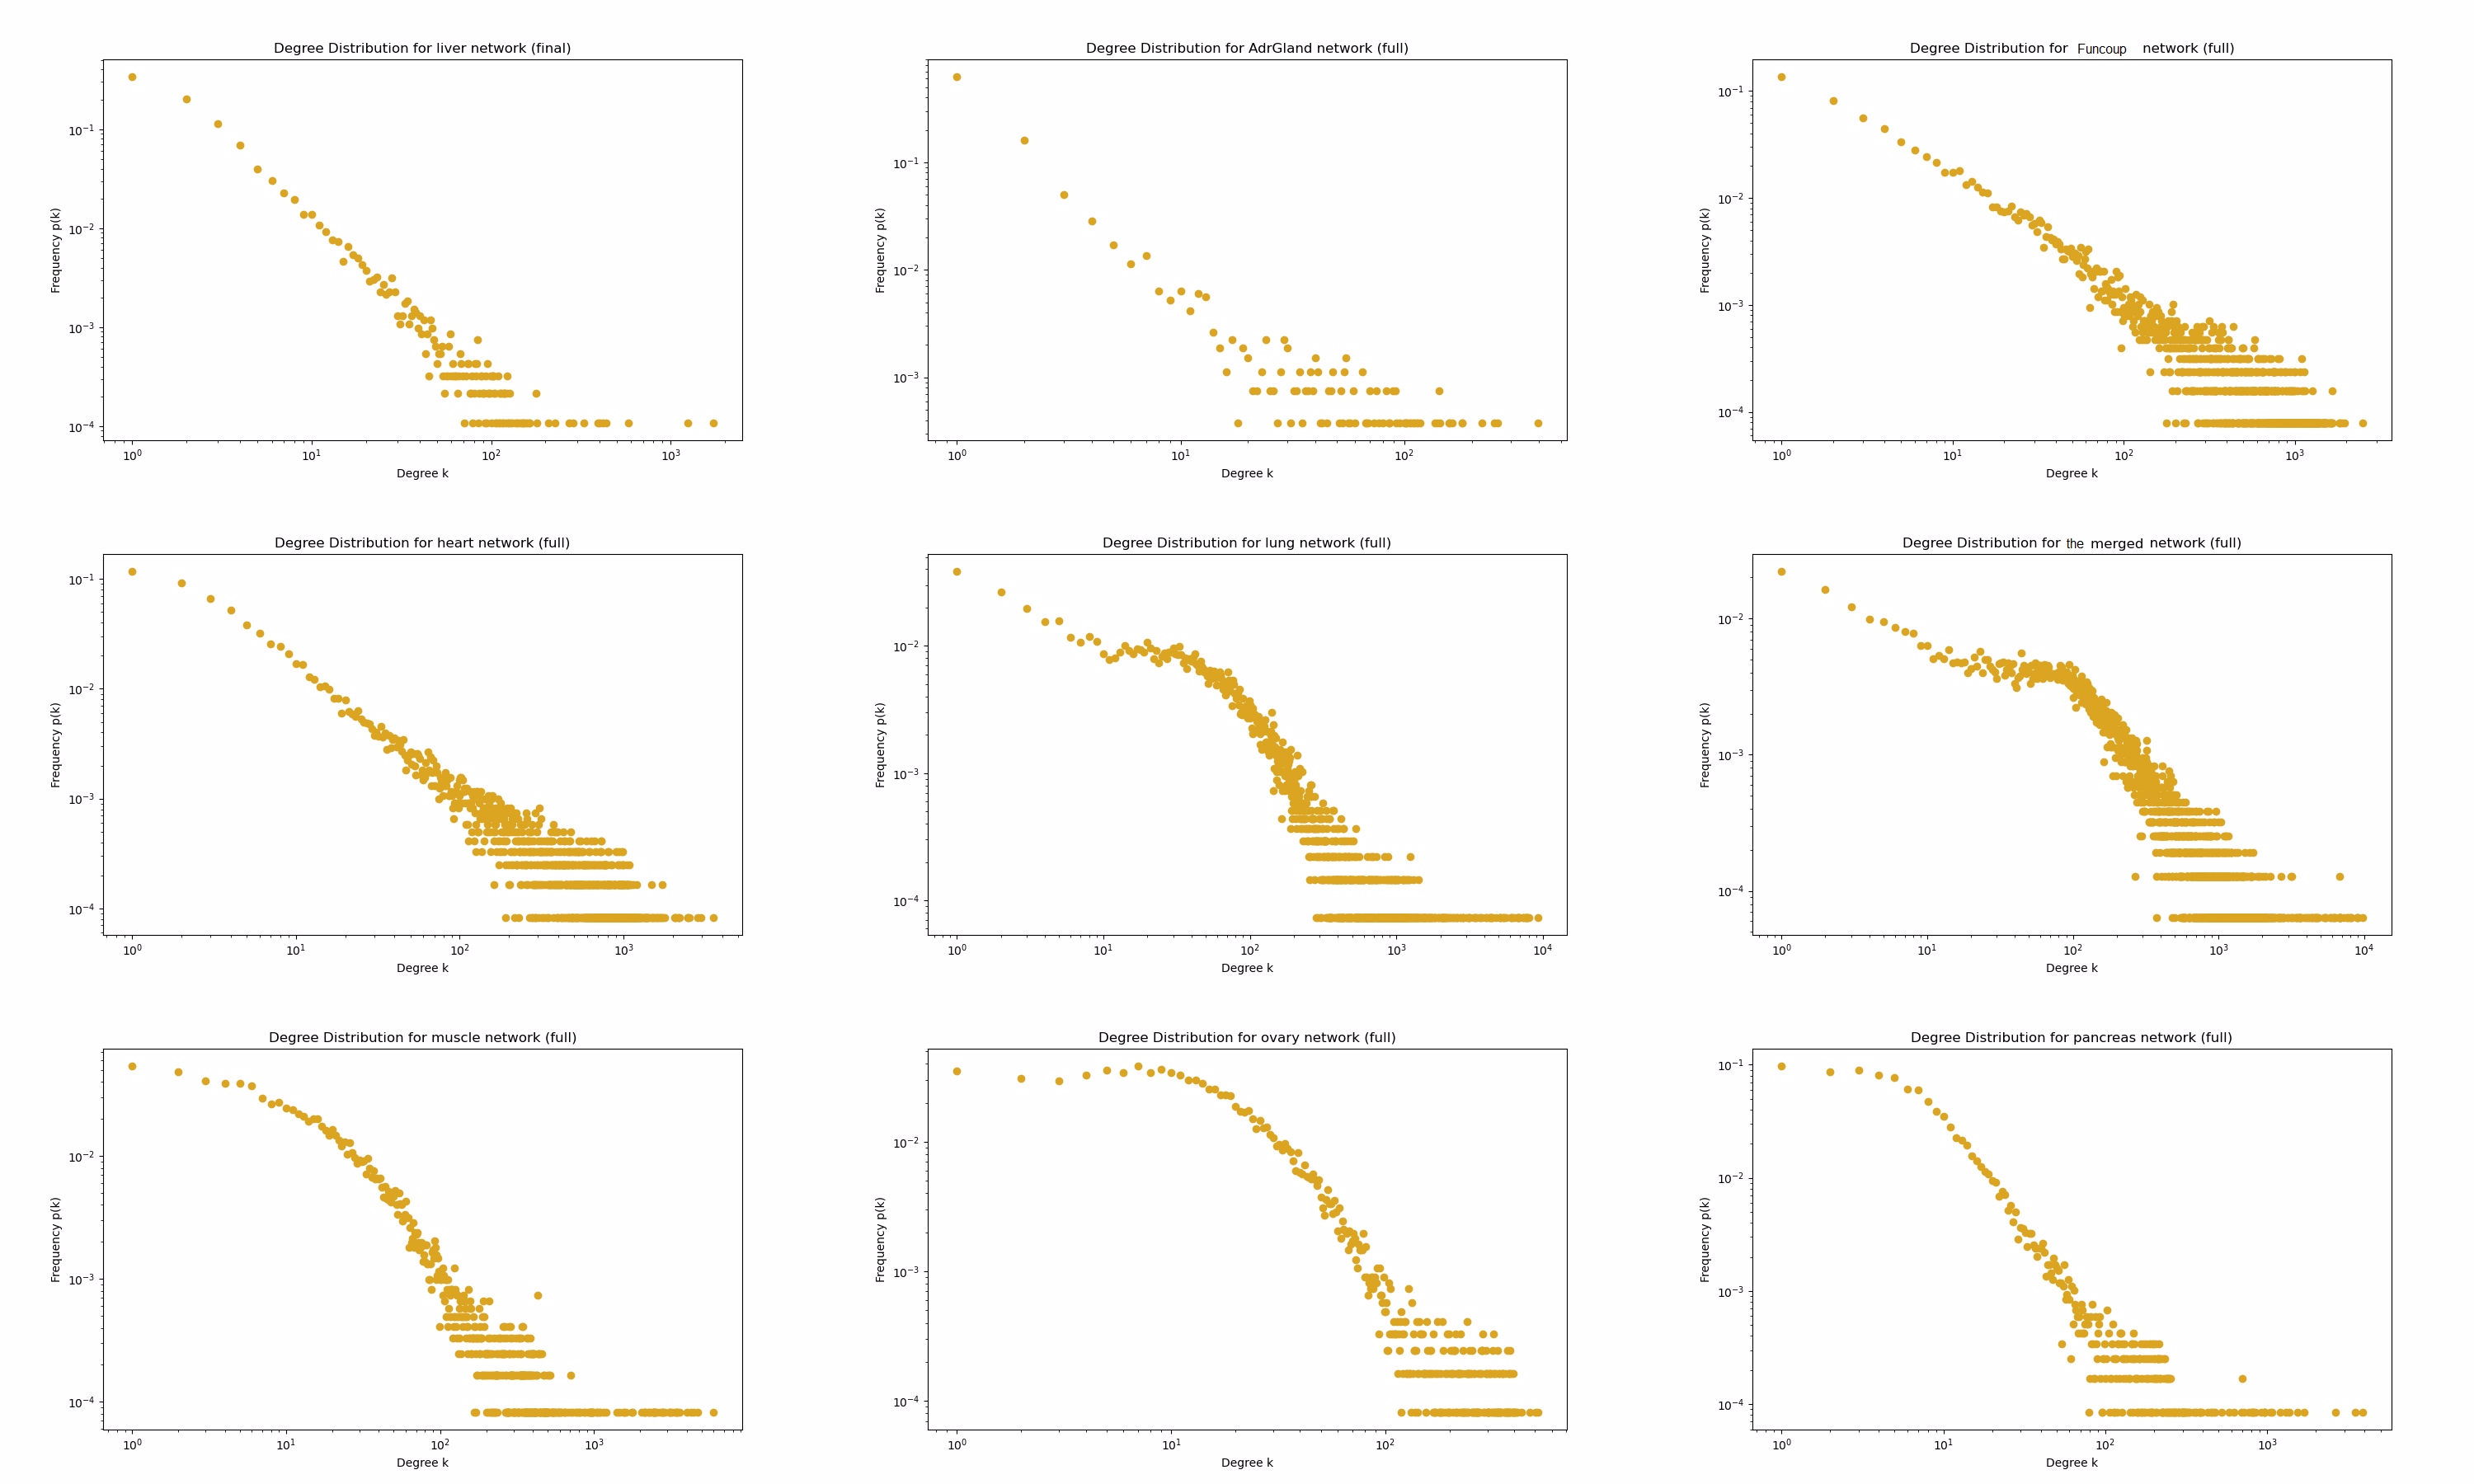 Degree Distribution for liver network (final)
Frequency p(k)
10⁻¹
10⁻²
10⁻³
10⁻⁴
10⁰ 10¹ 10² 10³
Degree k
Degree Distribution for AdrGland network (full)
Frequency p(k)
10⁻¹
10⁻²
10⁻³
10⁰ 10¹ 10²
Degree k
Degree Distribution for Funcoup network (full)
Frequency p(k)
10⁻¹
10⁻²
10⁻³
10⁻⁴
10⁰ 10¹ 10² 10³
Degree k
Degree Distribution for heart network (full)
Frequency p(k)
10⁻¹
10⁻²
10⁻³
10⁻⁴
10⁰ 10¹ 10² 10³
Degree k
Degree Distribution for lung network (full)
Frequency p(k)
10⁻²
10⁻³
10⁻⁴
10⁰ 10¹ 10² 10³ 10⁴
Degree k
Degree Distribution for the merged network (full)
Frequency p(k)
10⁻²
10⁻³
10⁻⁴
10⁰ 10¹ 10² 10³ 10⁴
Degree k
Degree Distribution for muscle network (full)
Frequency p(k)
10⁻²
10⁻³
10⁻⁴
10⁰ 10¹ 10² 10³
Degree k
Degree Distribution for ovary network (full)
Frequency p(k)
10⁻²
10⁻³
10⁻⁴
10⁰ 10¹ 10²
Degree k
Degree Distribution for pancreas network (full)
Frequency p(k)
10⁻¹
10⁻²
10⁻³
10⁻⁴
10⁰ 10¹ 10² 10³
Degree k